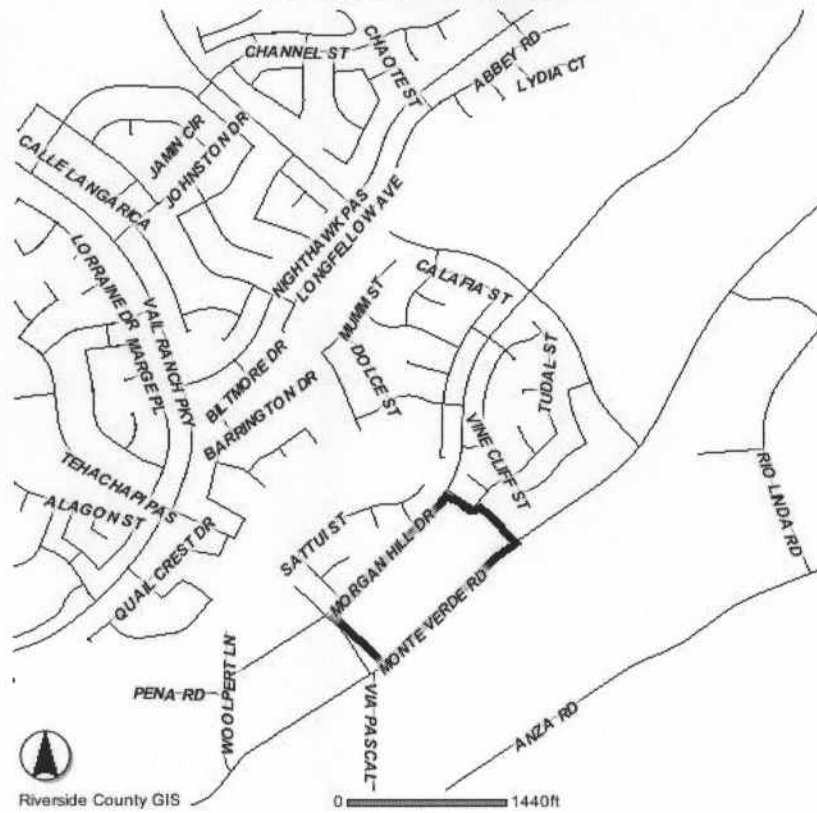 CHANNEL ST
CHAOTE ST
ABBEY RD
LYDIA CT
JAMIN CIR
JOHNSTON DR
CALLE LANGARICA
NIGHTHAWK PAS
LONGFELLOW AVE
LORRAINE DR
VAIL RANCH PKY
MARGE PL
CALAFIA ST
MUMM ST
DOLCE ST
TUDAL ST
BILTMORE DR
BARRINGTON DR
VINE CLIFF ST
TEHACHAPI PAS
ALAGON ST
QUAIL CREST DR
RIO LINDA RD
SATTUI ST
MORGAN HILL DR
MONTE VERDE RD
PENA RD
WOOLPERT LN
VIA PASCAL
ANZA RD
Riverside County GIS
0 1440ft